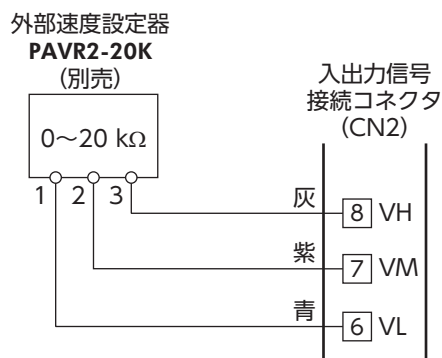 外部速度設定器
PAVR2-20K
（別売）
0～20 kΩ
1 2 3
入出力信号
接続コネクタ
（CN2）
灰 8 VH
紫 7 VM
青 6 VL